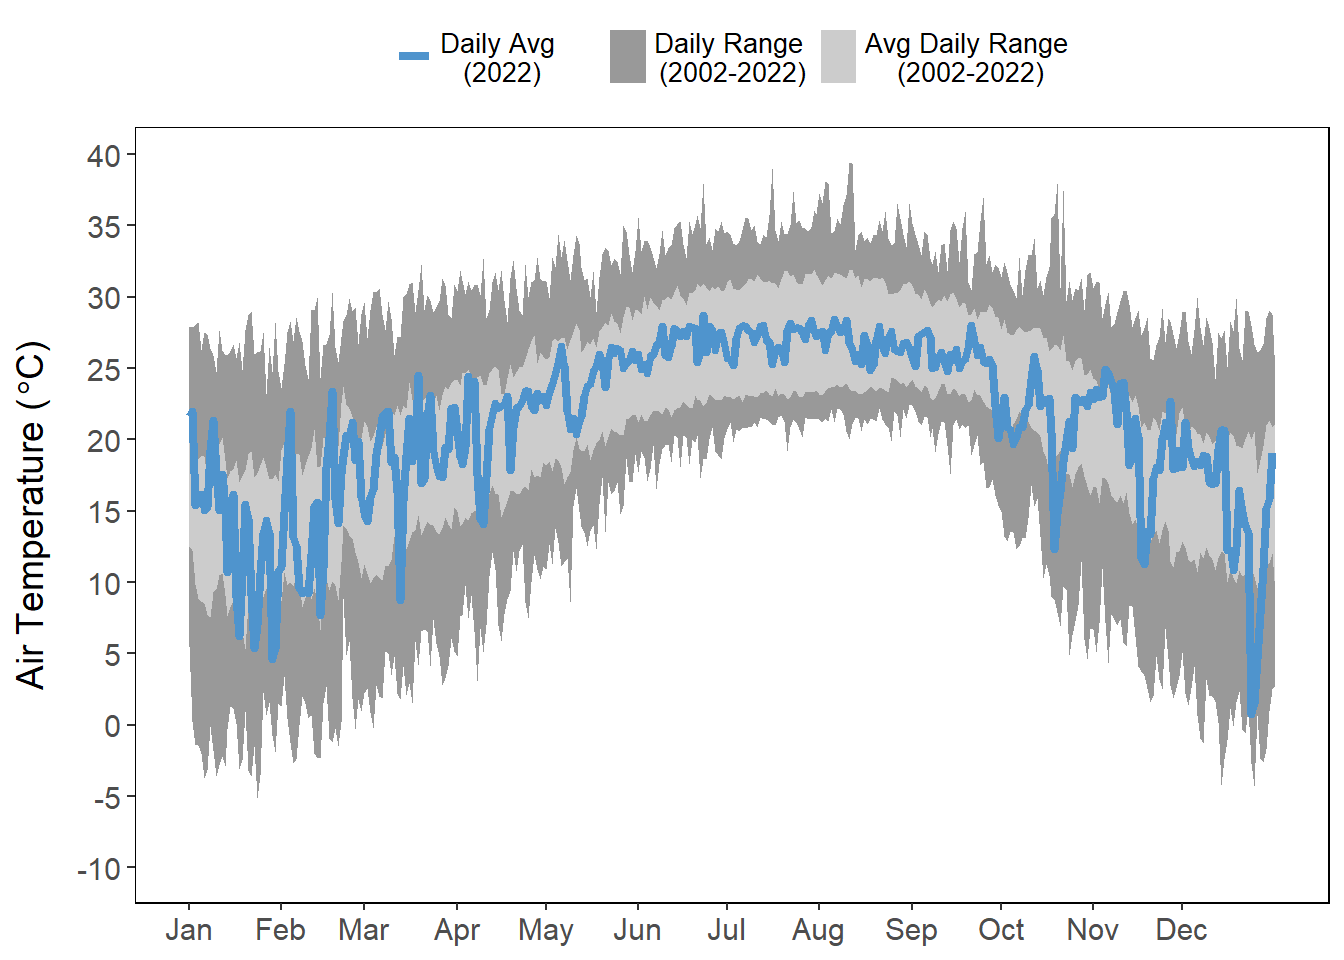 Daily Avg
(2022)
Daily Range
(2002-2022)
Avg Daily Range
(2002-2022)
Air Temperature (°C)
40
35
30
25
20
15
10
5
0
-5
-10
Jan Feb Mar Apr May Jun Jul Aug Sep Oct Nov Dec